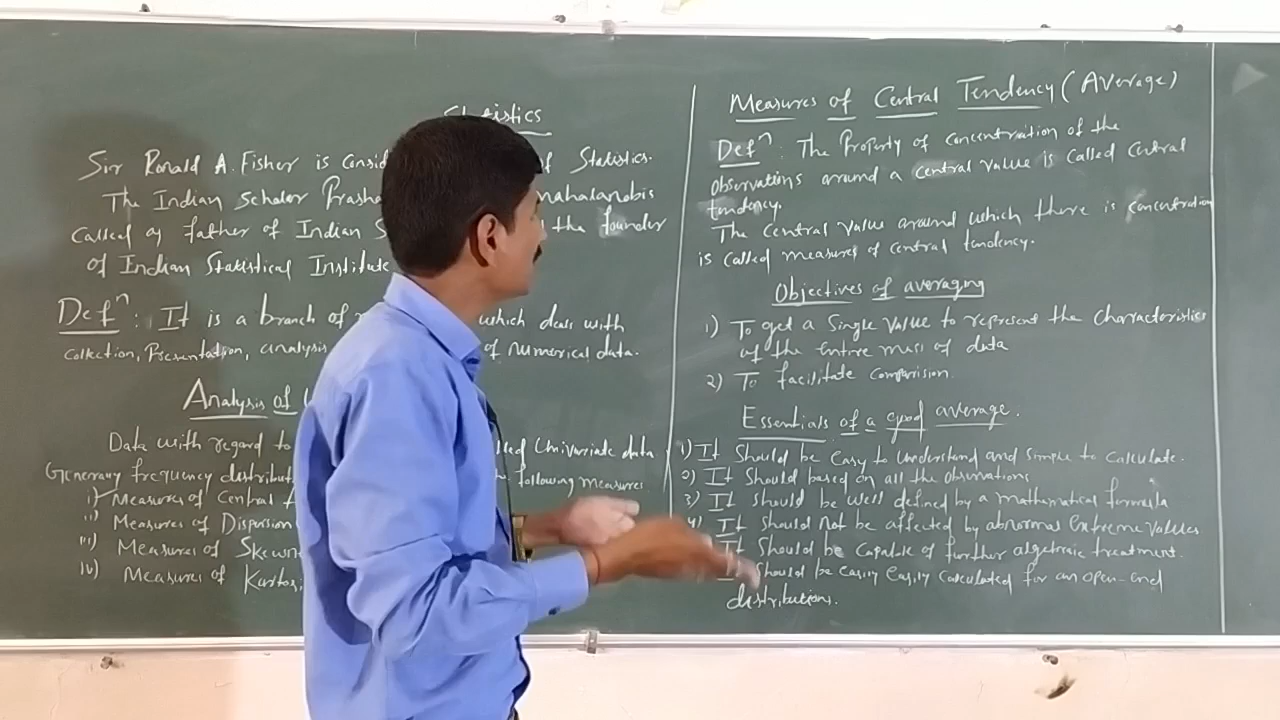 Statistics
Sir Ronald A. Fisher is consid of Statistics.
The Indian Scholar Prasha mahalanobis
called as father of Indian S the founder
of Indian Statistical Institute
Defⁿ: It is a branch of which deals with
collection, Presentation, analysis of numerical data.
Analysis of
Data with regard to lled Univariate data
frequency distribut following measures
i) Measures of Central t
ii) Measures of Dispersion
iii) Measures of Skewn
iv) Measures of Kurtosi
Measures of Central Tendency (Average)
Defⁿ: The Property of concentration of the
observations around a central value is called central
tendency.
The central value around which there is concentration
is called measures of central tendency.
Objectives of averaging
1) To get a Single value to represent the characteristics
of the entire mass of data
2) To facilitate comparision.
Essentials of a good average.
1) It Should be easy to understand and simple to calculate.
2) It Should based on all the observations
3) It should be well defined by a mathematical formula
4) It Should not be affected by abnormal extreme values
It Should be capable of further algebraic treatment.
Should be easily easily calculated for an open-end
distributions.